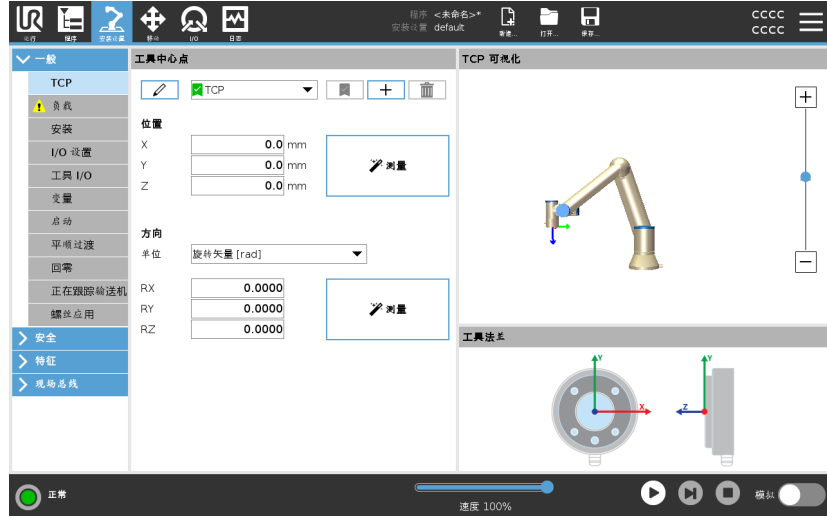 UR
运行
程序
安装设置
移动
I/O
日志
程序 <未命名>*
安装设置 default
新建...
打开...
保存...
CCCC
CCCC
一般
TCP
负载
安装
I/O 设置
工具 I/O
变量
启动
平顺过渡
回零
正在跟踪输送机
螺丝应用
安全
特征
现场总线
工具中心点
TCP
位置
X 0.0 mm
Y 0.0 mm
Z 0.0 mm
测量
方向
单位 旋转矢量 [rad]
RX 0.0000
RY 0.0000
RZ 0.0000
测量
TCP 可视化
工具法兰
Y
X
Y
Z
正常
速度 100%
模拟